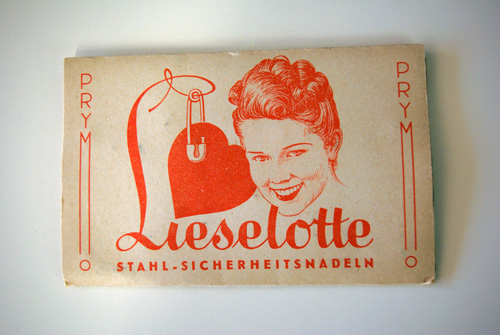 PRYM
PRYM
Lieselotte
STAHL-SICHERHEITSNADELN